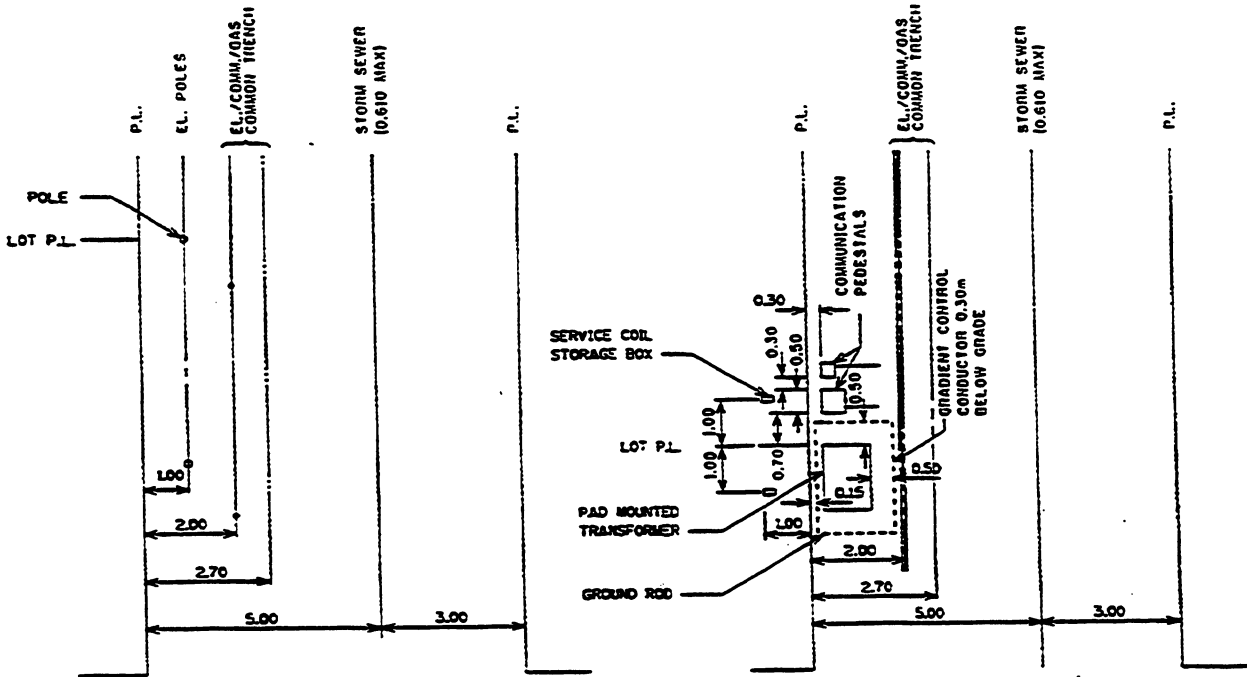 P.L.
EL. POLES
EL./COMM./GAS
COMMON TRENCH
STORM SEWER
(0.610 MAX)
P.L.
POLE
LOT P.L.
1.00
2.00
2.70
5.00
3.00
P.L.
EL./COMM./GAS
COMMON TRENCH
STORM SEWER
(0.610 MAX)
P.L.
COMMUNICATION
PEDESTALS
GRADIENT CONTROL
CONDUCTOR 0.30m
BELOW GRADE
0.30
0.30
0.50
0.50
SERVICE COIL
STORAGE BOX
1.00
LOT P.L.
1.00
0.70
0.50
0.15
PAD MOUNTED
TRANSFORMER
1.00
2.00
GROUND ROD
2.70
5.00
3.00